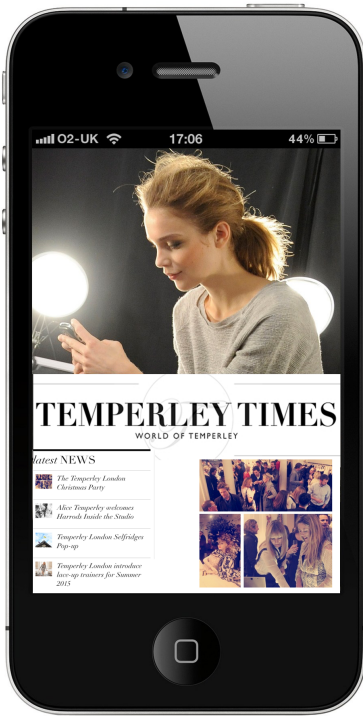 O2-UK 17:06 44%
TEMPERLEY TIMES
WORLD OF TEMPERLEY
latest NEWS
The Temperley London
Christmas Party
Alice Temperley welcomes
Harrods Inside the Studio
Temperley London Selfridges
Pop-up
Temperley London introduce
lace-up trainers for Summer
2015